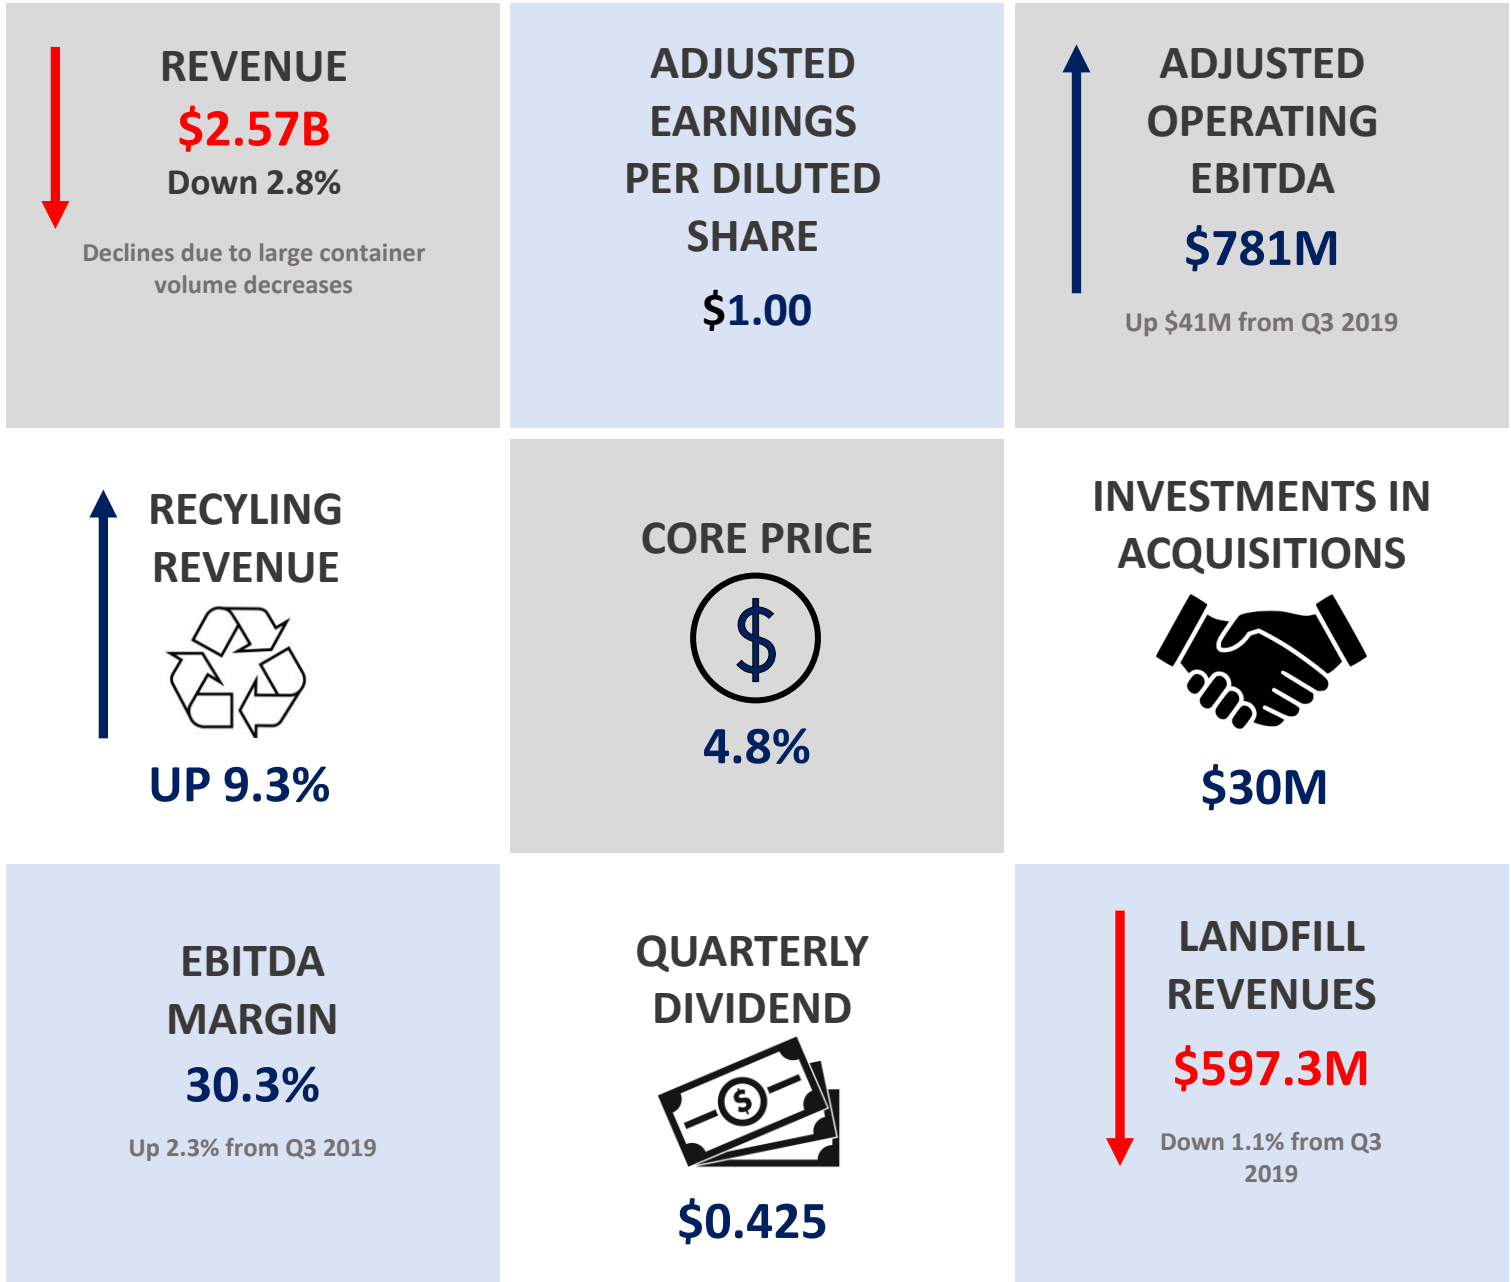 REVENUE
$2.57B
Down 2.8%
Declines due to large container
volume decreases
ADJUSTED
EARNINGS
PER DILUTED
SHARE
$1.00
ADJUSTED
OPERATING
EBITDA
$781M
Up $41M from Q3 2019
RECYLING
REVENUE
UP 9.3%
CORE PRICE
$
4.8%
INVESTMENTS IN
ACQUISITIONS
$30M
EBITDA
MARGIN
30.3%
Up 2.3% from Q3 2019
QUARTERLY
DIVIDEND
$
$0.425
LANDFILL
REVENUES
$597.3M
Down 1.1% from Q3
2019